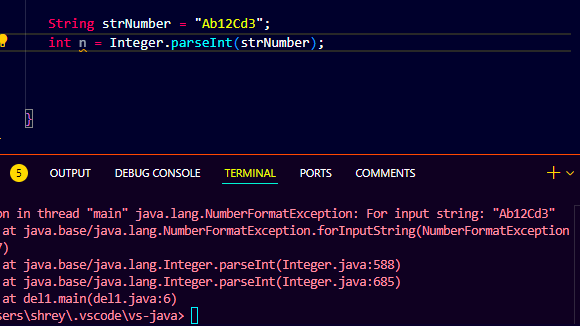 String strNumber = "Ab12Cd3";
int n = Integer.parseInt(strNumber);
}
5 OUTPUT DEBUG CONSOLE TERMINAL PORTS COMMENTS
on in thread "main" java.lang.NumberFormatException: For input string: "Ab12Cd3"
at java.base/java.lang.NumberFormatException.forInputString(NumberFormatException
7)
at java.base/java.lang.Integer.parseInt(Integer.java:588)
at java.base/java.lang.Integer.parseInt(Integer.java:685)
at del1.main(del1.java:6)
sers\shrey\.vscode\vs-java>